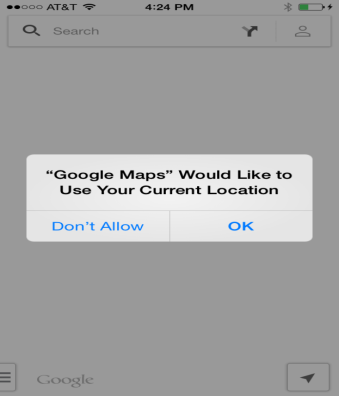 AT&T 4:24 PM
Search
“Google Maps” Would Like to
Use Your Current Location
Don't Allow OK
Google